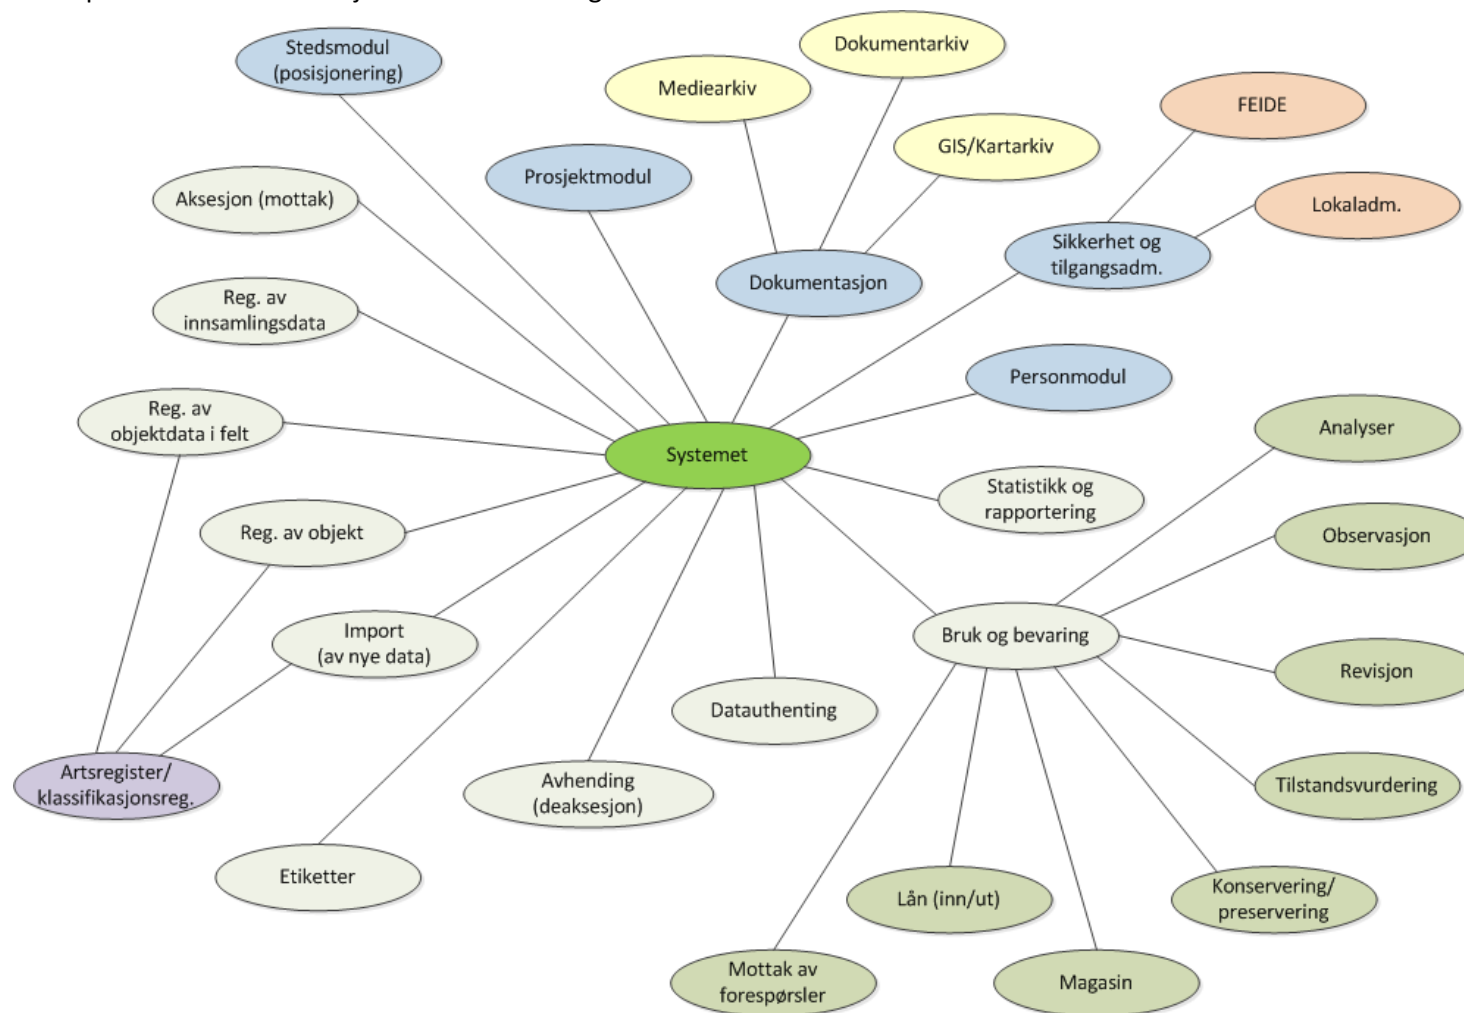 Stedsmodul
(posisjonering)
Dokumentarkiv
Mediearkiv
FEIDE
GIS/Kartarkiv
Prosjektmodul
Aksesjon (mottak)
Lokaladm.
Sikkerhet og
tilgangsadm.
Dokumentasjon
Reg. av
innsamlingsdata
Personmodul
Reg. av
objektdata i felt
Analyser
Systemet
Statistikk og
rapportering
Reg. av objekt
Observasjon
Import
(av nye data)
Bruk og bevaring
Revisjon
Datauthenting
Artsregister/
klassifikasjonsreg.
Avhending
(deaksesjon)
Tilstandsvurdering
Etiketter
Lån (inn/ut)
Konservering/
preservering
Mottak av
forespørsler
Magasin